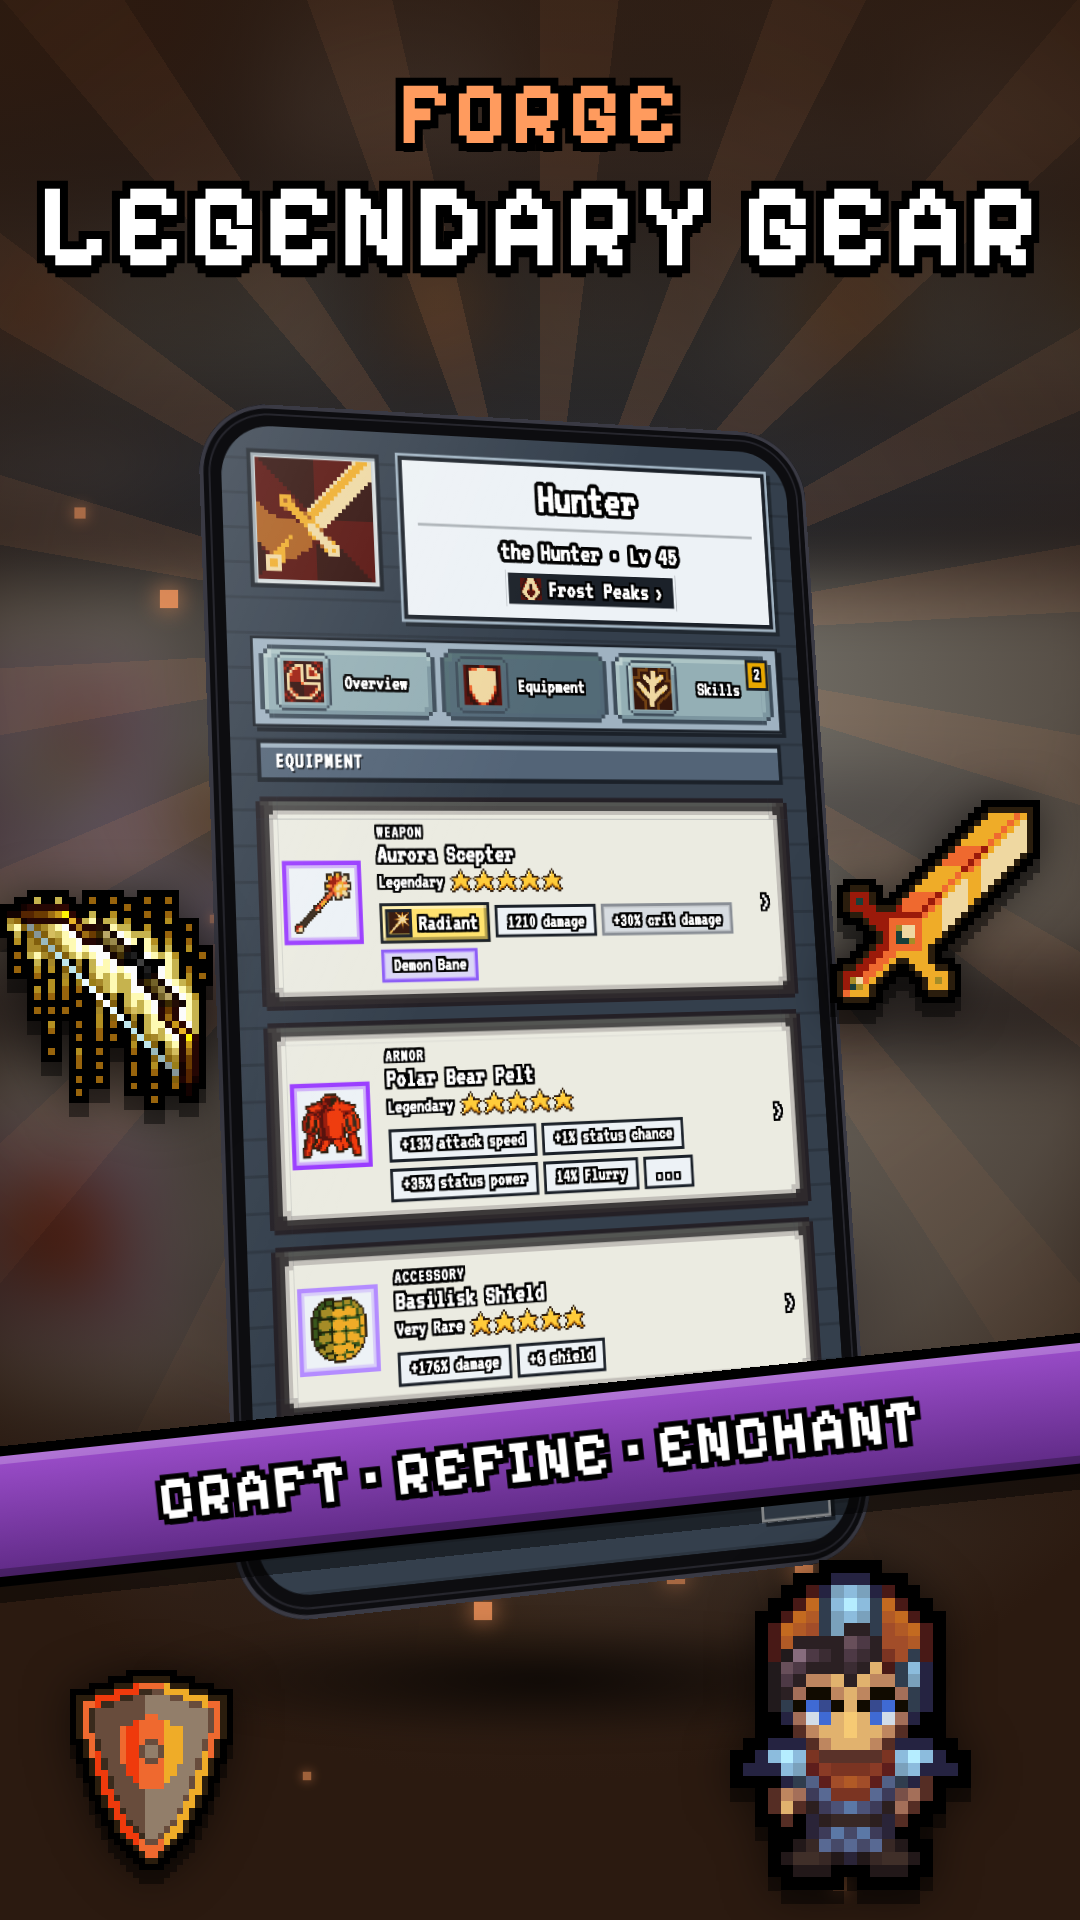 FORGE
LEGENDARY GEAR
Hunter
the Hunter · Lv 45
Frost Peaks ›
Overview
Equipment
Skills
2
EQUIPMENT
WEAPON
Aurora Scepter
Legendary
Radiant
1210 damage
+30% crit damage
Demon Bane
ARMOR
Polar Bear Pelt
Legendary
+13% attack speed
+1% status chance
+35% status power
14% Flurry
...
ACCESSORY
Basilisk Shield
Very Rare
+176% damage
+6 shield
CRAFT · REFINE · ENCHANT